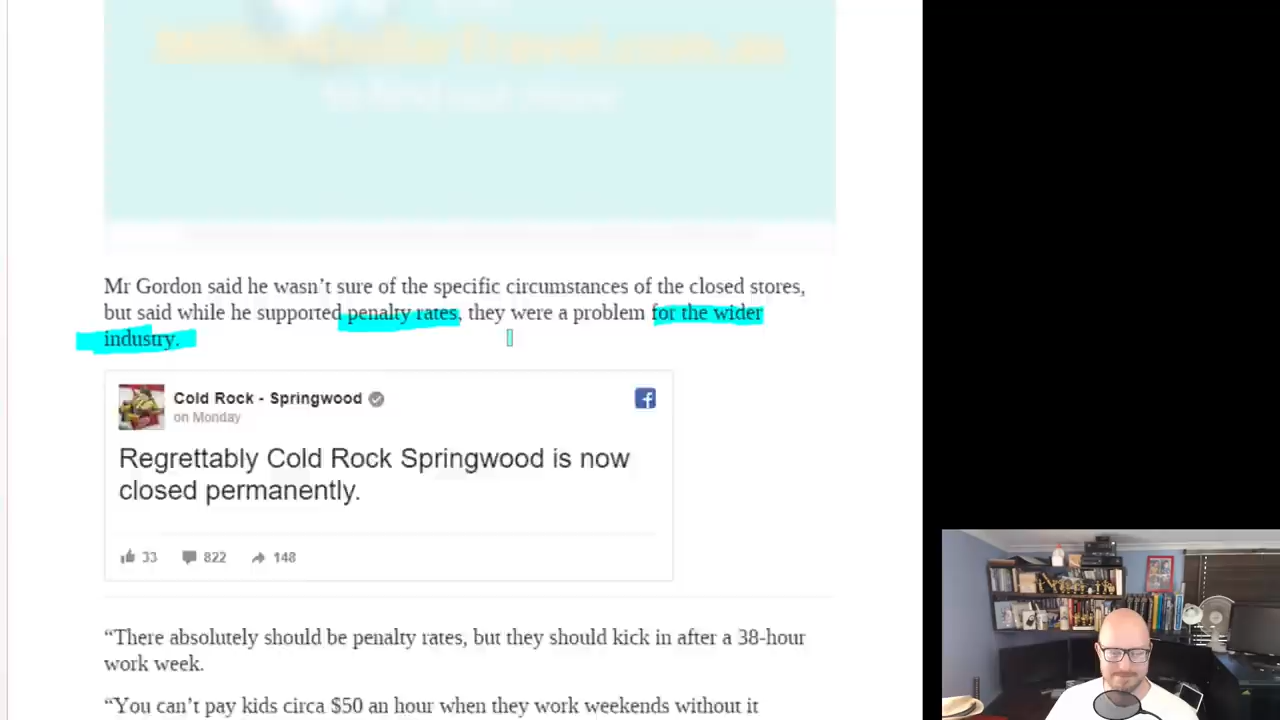 Mr Gordon said he wasn't sure of the specific circumstances of the closed stores,
but said while he supported penalty rates, they were a problem for the wider
industry.
Cold Rock - Springwood
on Monday
Regrettably Cold Rock Springwood is now
closed permanently.
33 822 148
“There absolutely should be penalty rates, but they should kick in after a 38-hour
work week.
“You can't pay kids circa $50 an hour when they work weekends without it